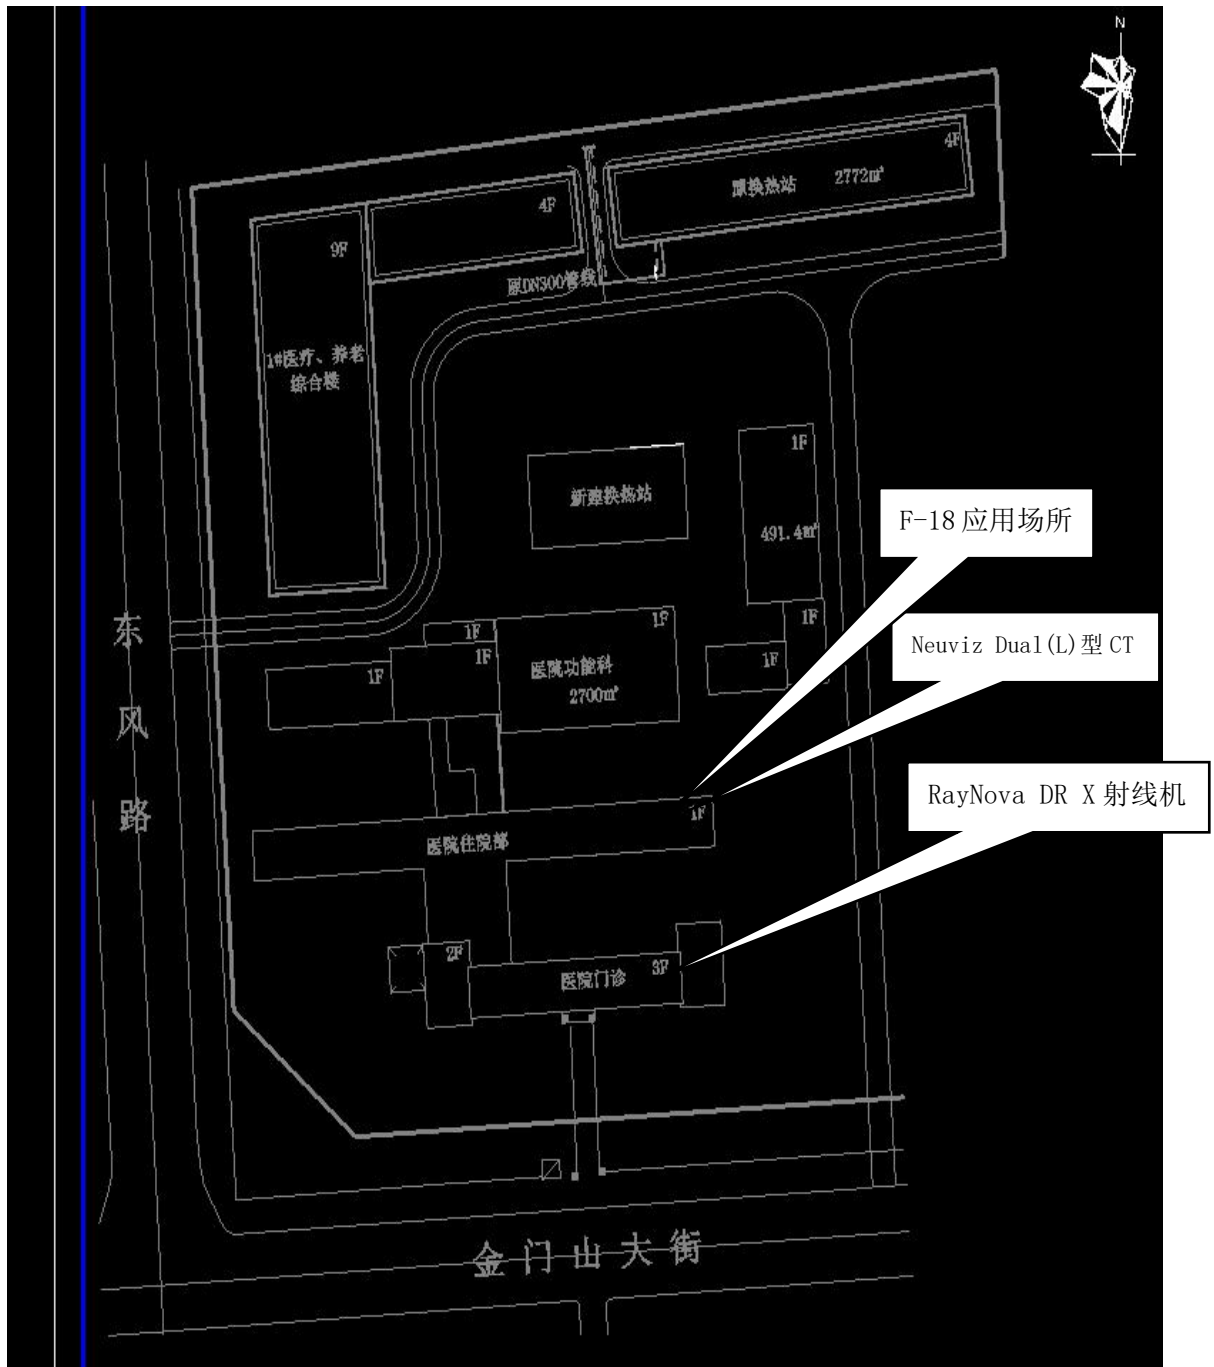 N
4F
原换热站 2772㎡
4F
9F
原DN300管线
1#医疗、养老
综合楼
1F
新建换热站
491.4㎡
F-18应用场所
1F
1F
1F
1F
1F
1F
医院功能科
2700㎡
Neuviz Dual(L)型 CT
东
风
路
RayNova DR X射线机
1F
医院住院部
2F
医院门诊
3F
金门山大街